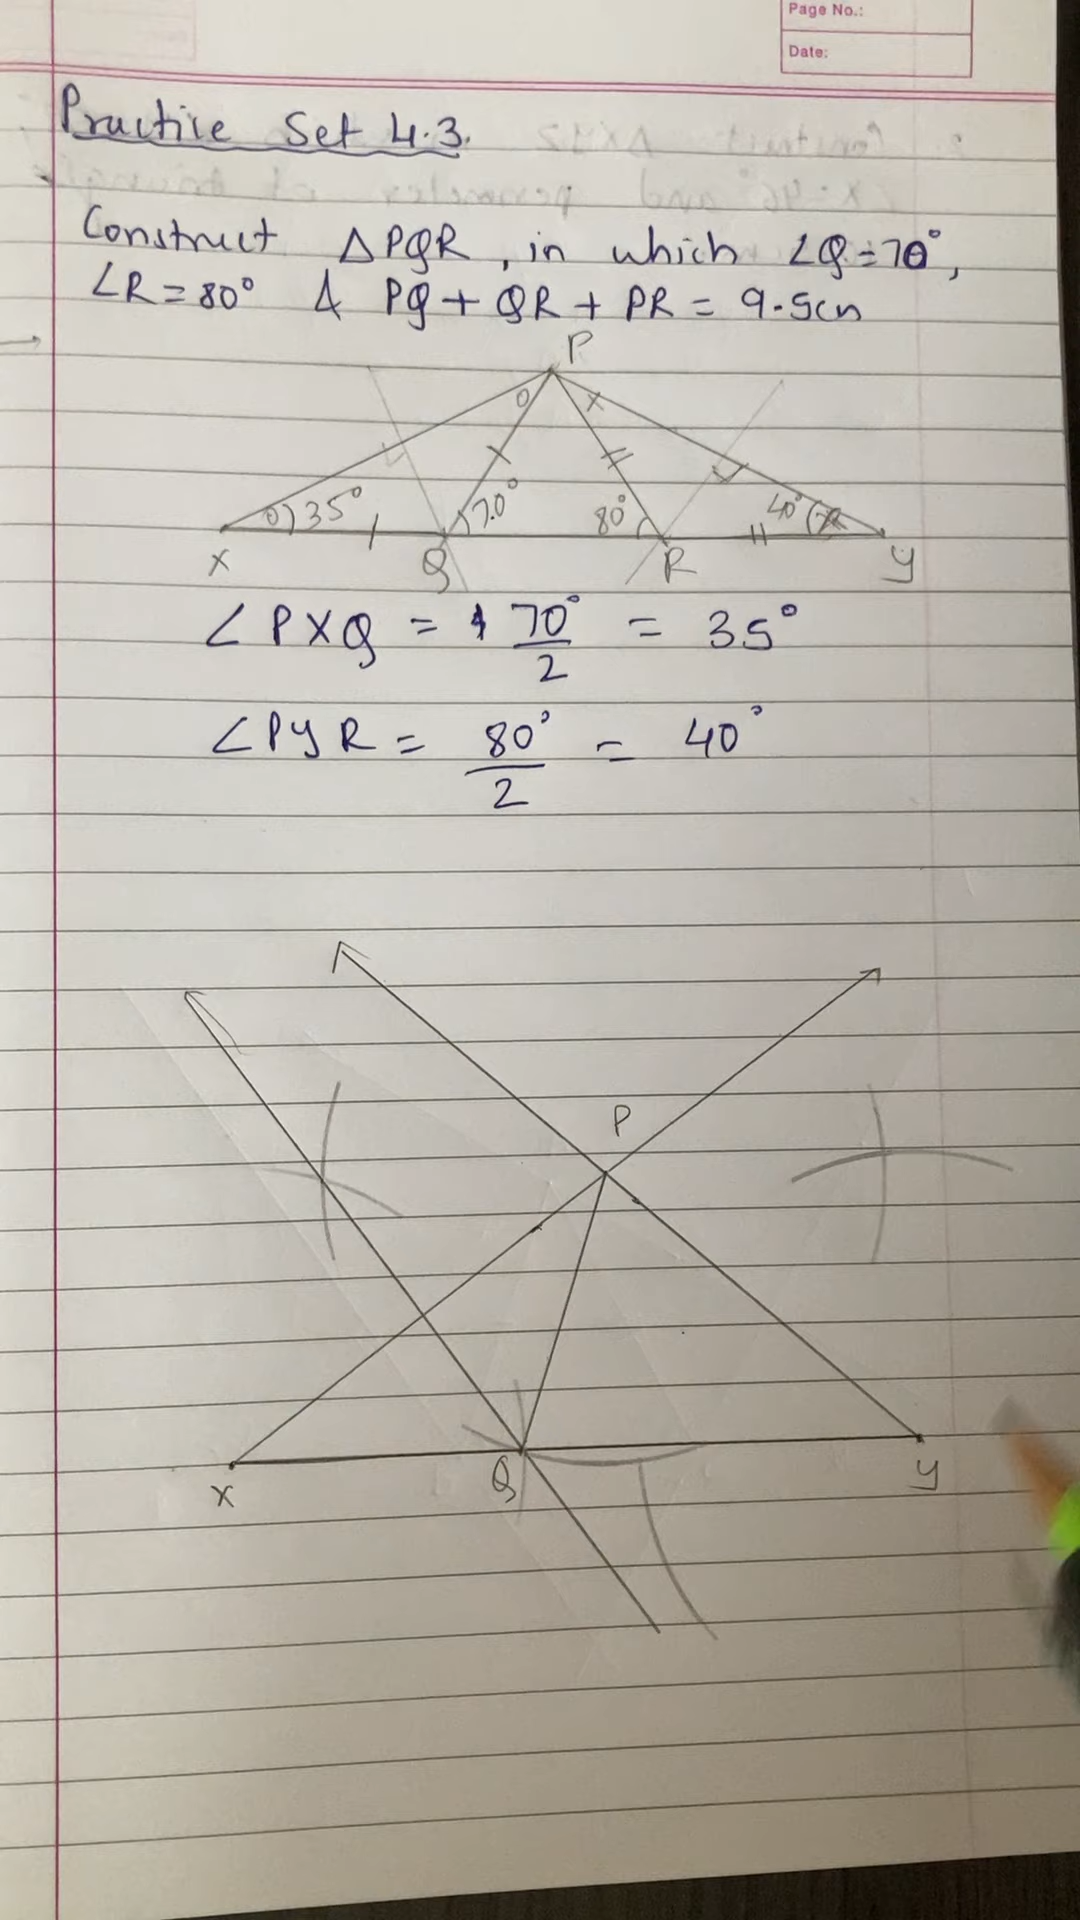 Page No.:
Date:
Practice Set 4.3.
Construct △PQR, in which ∠Q=70°,
∠R=80° & PQ+QR+PR=9.5cm
P
o x
o 35° 70° 80° 40° x
x Q R y
∠PXQ = 70°/2 = 35°
∠PYR = 80°/2 = 40°
P
x Q y